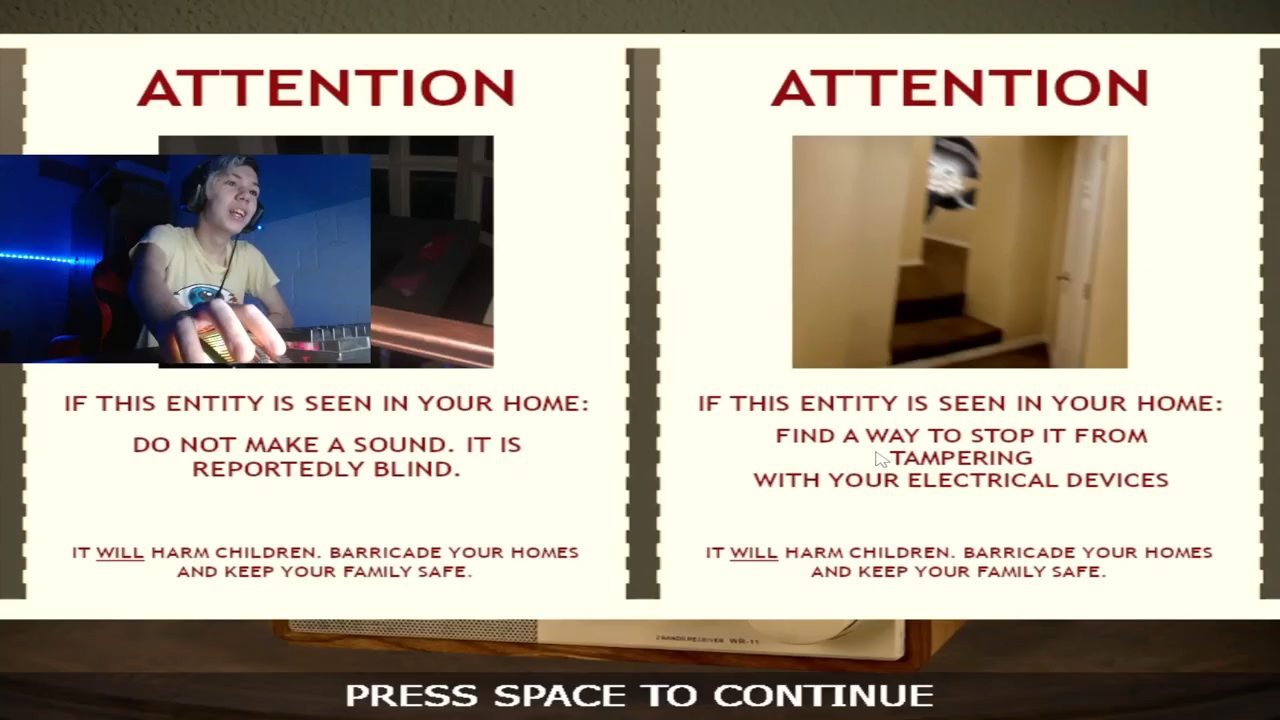 ATTENTION
IF THIS ENTITY IS SEEN IN YOUR HOME:
DO NOT MAKE A SOUND. IT IS
REPORTEDLY BLIND.
IT WILL HARM CHILDREN. BARRICADE YOUR HOMES
AND KEEP YOUR FAMILY SAFE.
ATTENTION
IF THIS ENTITY IS SEEN IN YOUR HOME:
FIND A WAY TO STOP IT FROM
TAMPERING
WITH YOUR ELECTRICAL DEVICES
IT WILL HARM CHILDREN. BARRICADE YOUR HOMES
AND KEEP YOUR FAMILY SAFE.
WR-11
PRESS SPACE TO CONTINUE